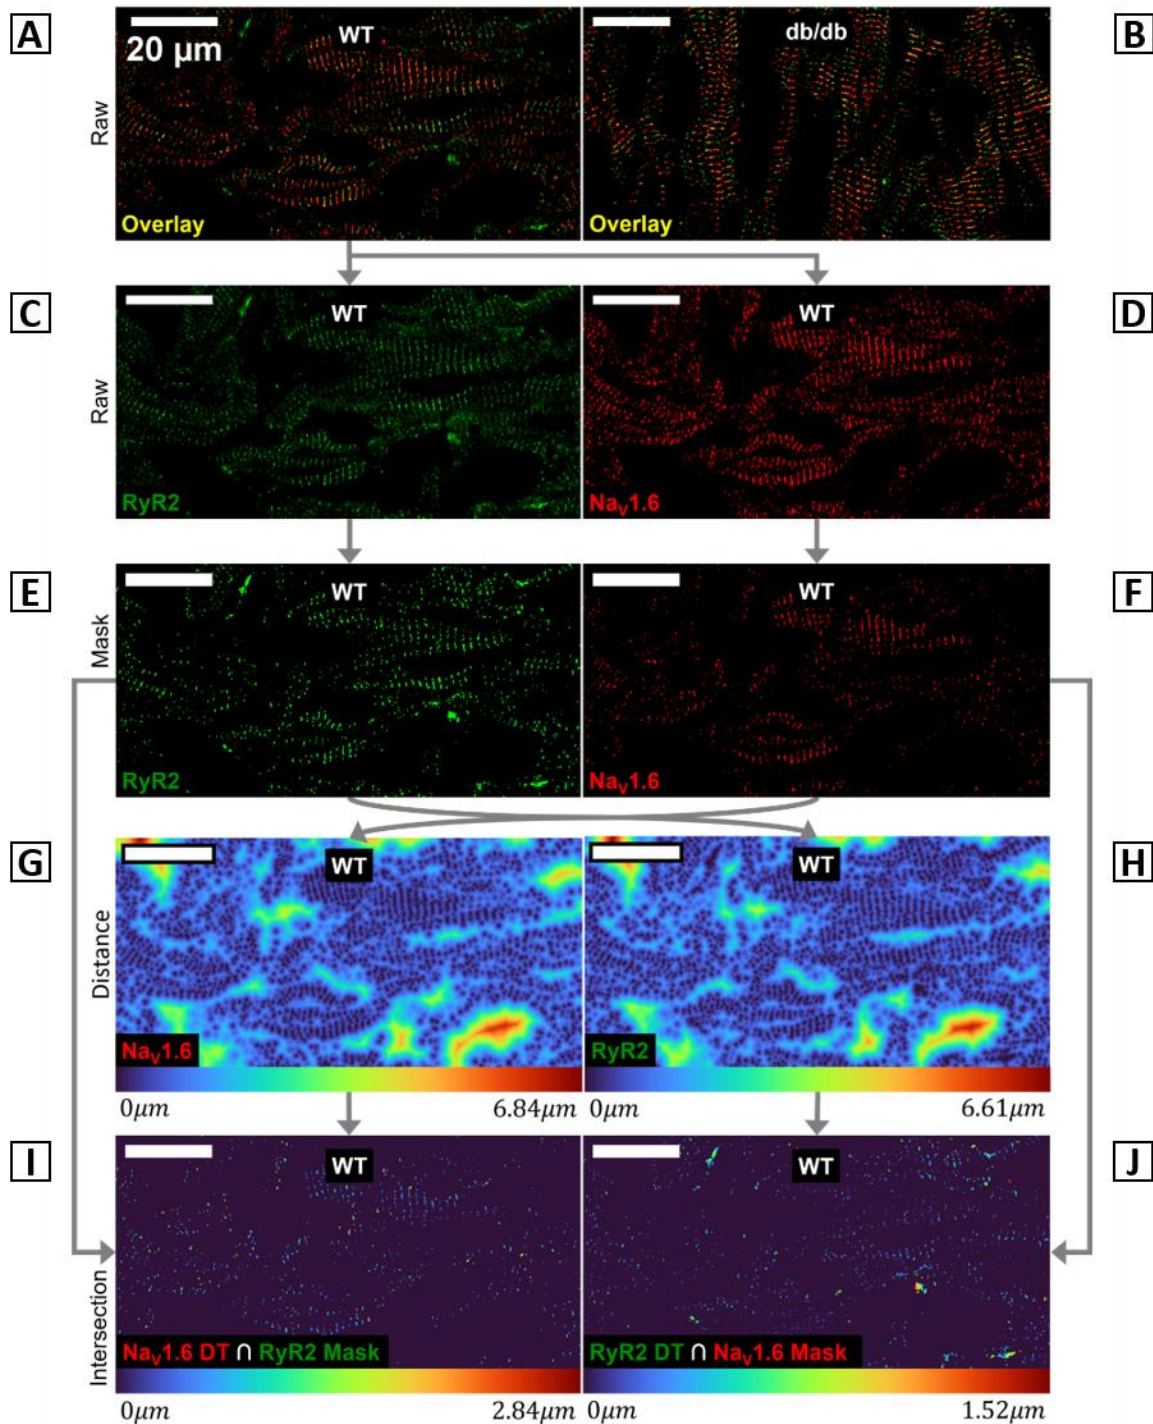 A
B
WT
db/db
20 μm
Raw
Overlay
Overlay
C
D
WT
WT
Raw
RyR2
NaV1.6
E
F
WT
WT
Mask
RyR2
NaV1.6
G
H
WT
WT
Distance
NaV1.6
RyR2
0μm
6.84μm
0μm
6.61μm
I
J
WT
WT
Intersection
NaV1.6 DT ∩ RyR2 Mask
RyR2 DT ∩ NaV1.6 Mask
0μm
2.84μm
0μm
1.52μm